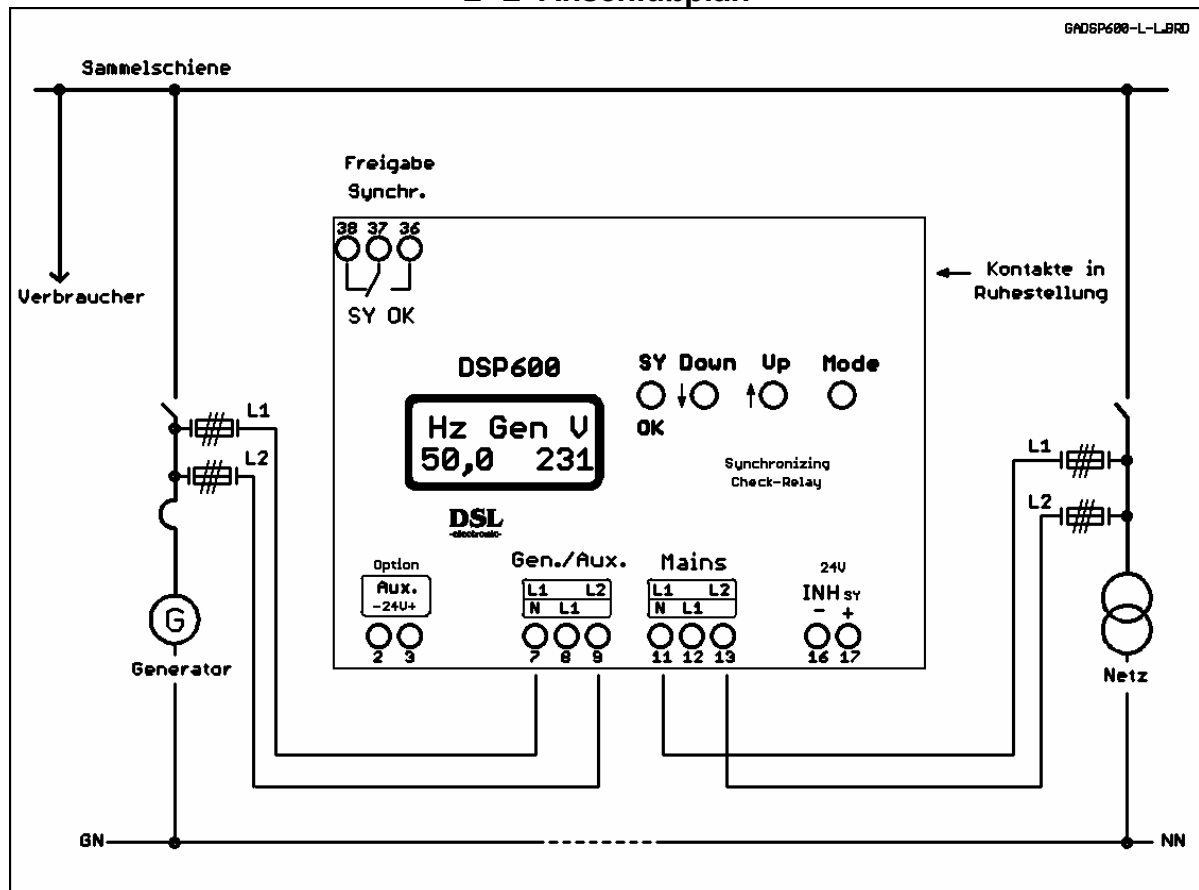 GADSP600-L-L.BRD
Sammelschiene
Freigabe
Synchr.
38 37 36
SY OK
Kontakte in
Ruhestellung
Verbraucher
DSP600
SY Down Up Mode
OK
Hz Gen V
50,0 231
Synchronizing
Check-Relay
DSL
-electronic-
L1
L2
L1
L2
Option
Aux.
-24V+
2 3
Gen./Aux.
L1 L2
N L1
7 8 9
Mains
L1 L2
N L1
11 12 13
24V
INH SY
- +
16 17
G
Generator
Netz
GN
NN